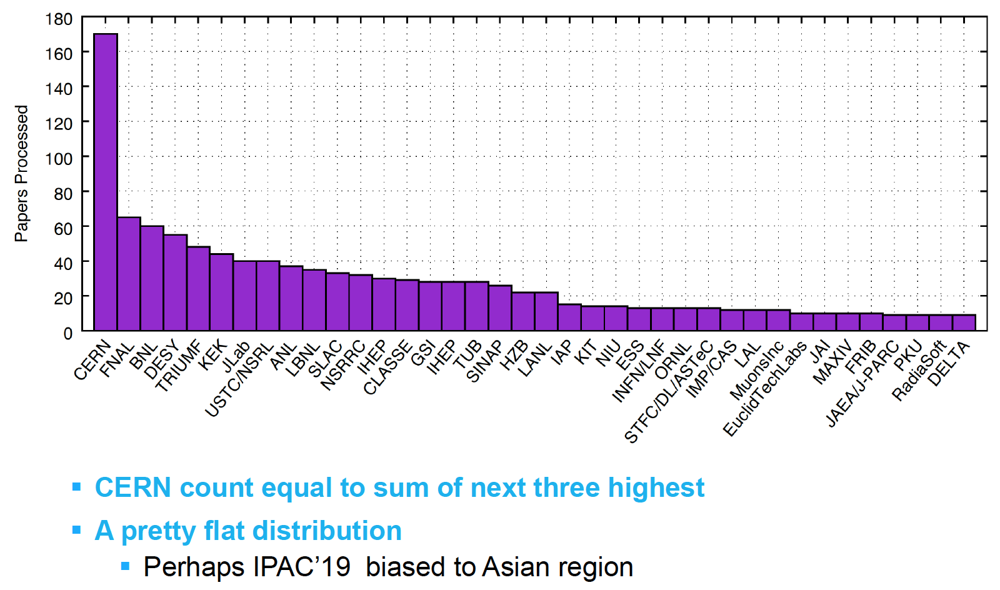 180
160
140
120
100
80
60
40
20
0
Papers Processed
CERN
FNAL
BNL
DESY
TRIUMF
KEK
JLab
USTC/NSRL
ANL
LBNL
SLAC
NSRRC
IHEP
CLASSE
GSI
IHEP
TUB
SINAP
HZB
LANL
IAP
KIT
NIU
ESS
INFN/LNF
ORNL
STFC/DL/ASTeC
IMP/CAS
LAL
MuonsInc
EuclidTechLabs
JAI
MAXIV
FRIB
JAEA/J-PARC
PKU
RadiaSoft
DELTA
CERN count equal to sum of next three highest
A pretty flat distribution
Perhaps IPAC’19  biased to Asian region